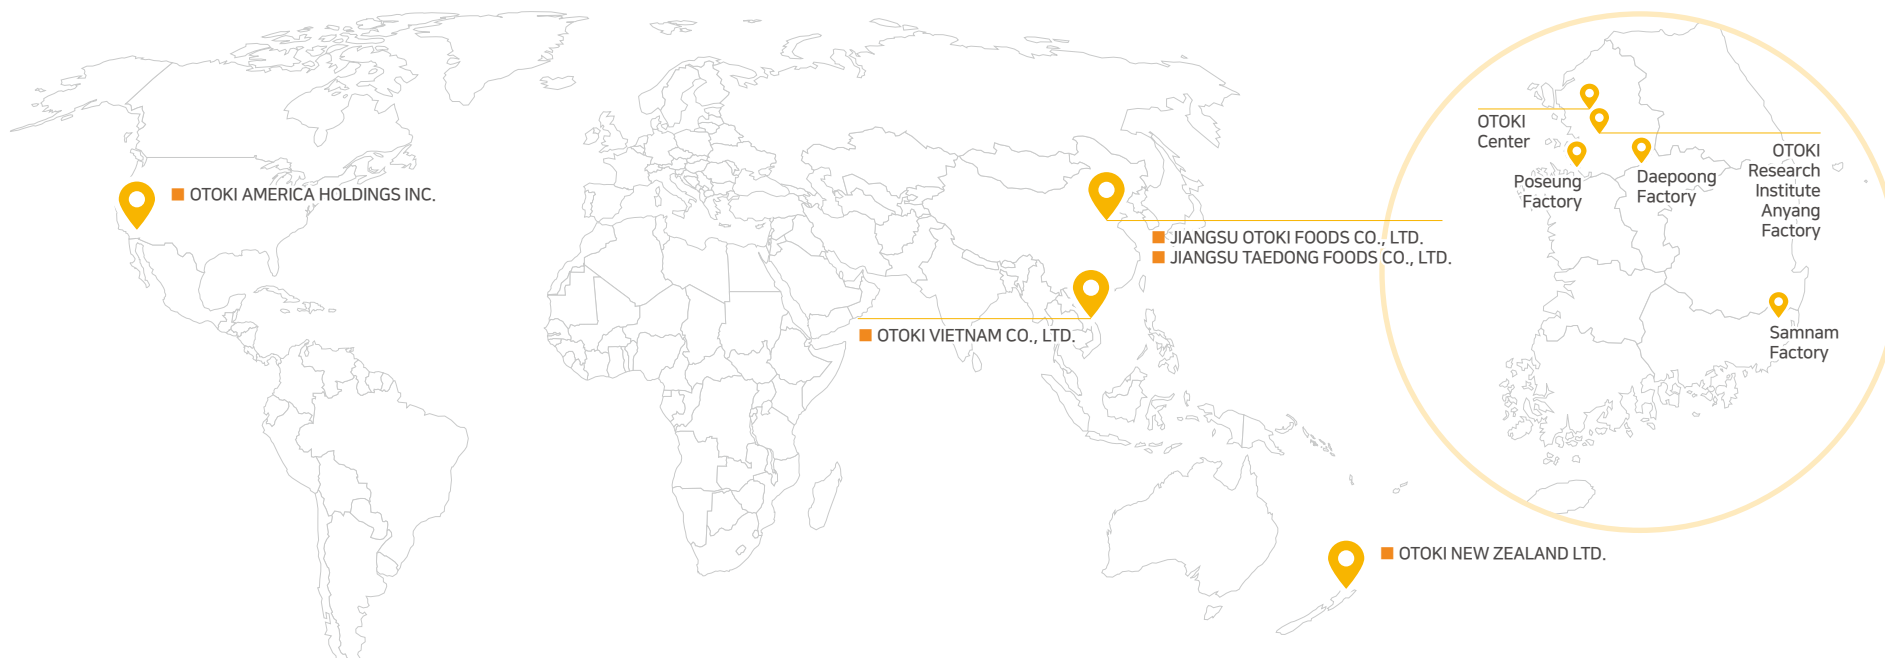 OTOKI AMERICA HOLDINGS INC.
JIANGSU OTOKI FOODS CO., LTD.
JIANGSU TAEDONG FOODS CO., LTD.
OTOKI VIETNAM CO., LTD.
OTOKI NEW ZEALAND LTD.
OTOKI
Center
Poseung
Factory
Daepoong
Factory
OTOKI
Research
Institute
Anyang
Factory
Samnam
Factory